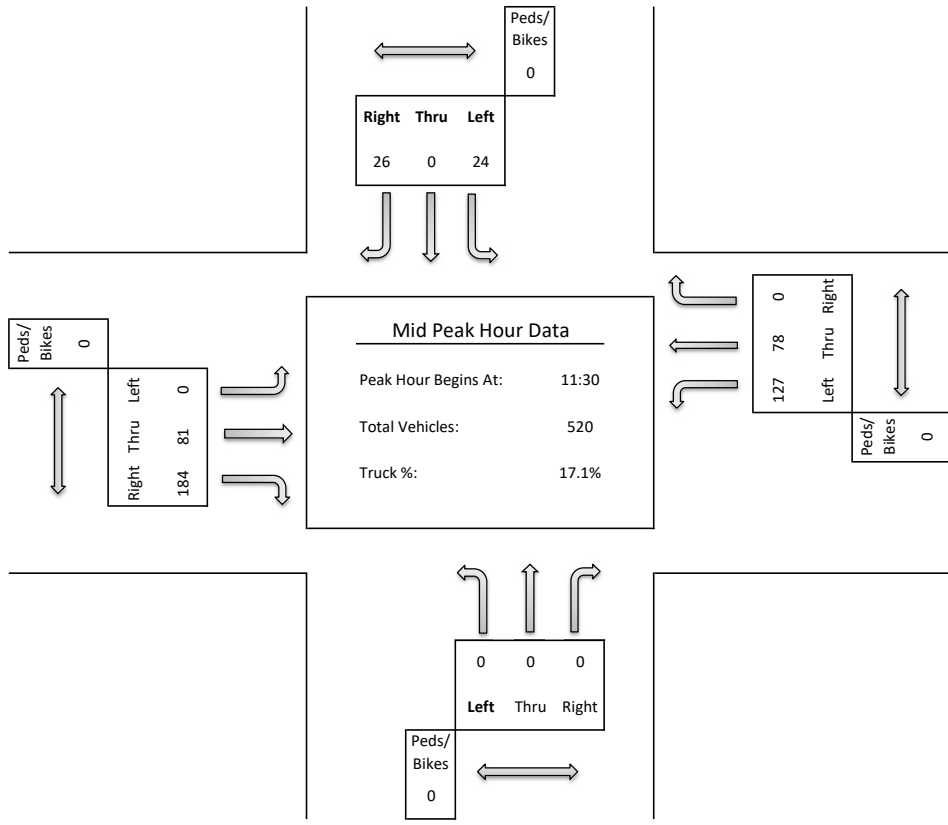 Peds/
Bikes
0
Right Thru Left
26 0 24
Peds/
Bikes
0
Left 0
Thru 81
Right 184
Mid Peak Hour Data
Peak Hour Begins At: 11:30
Total Vehicles: 520
Truck %: 17.1%
0 Right
78 Thru
127 Left
Peds/
Bikes
0
0 0 0
Left Thru Right
Peds/
Bikes
0